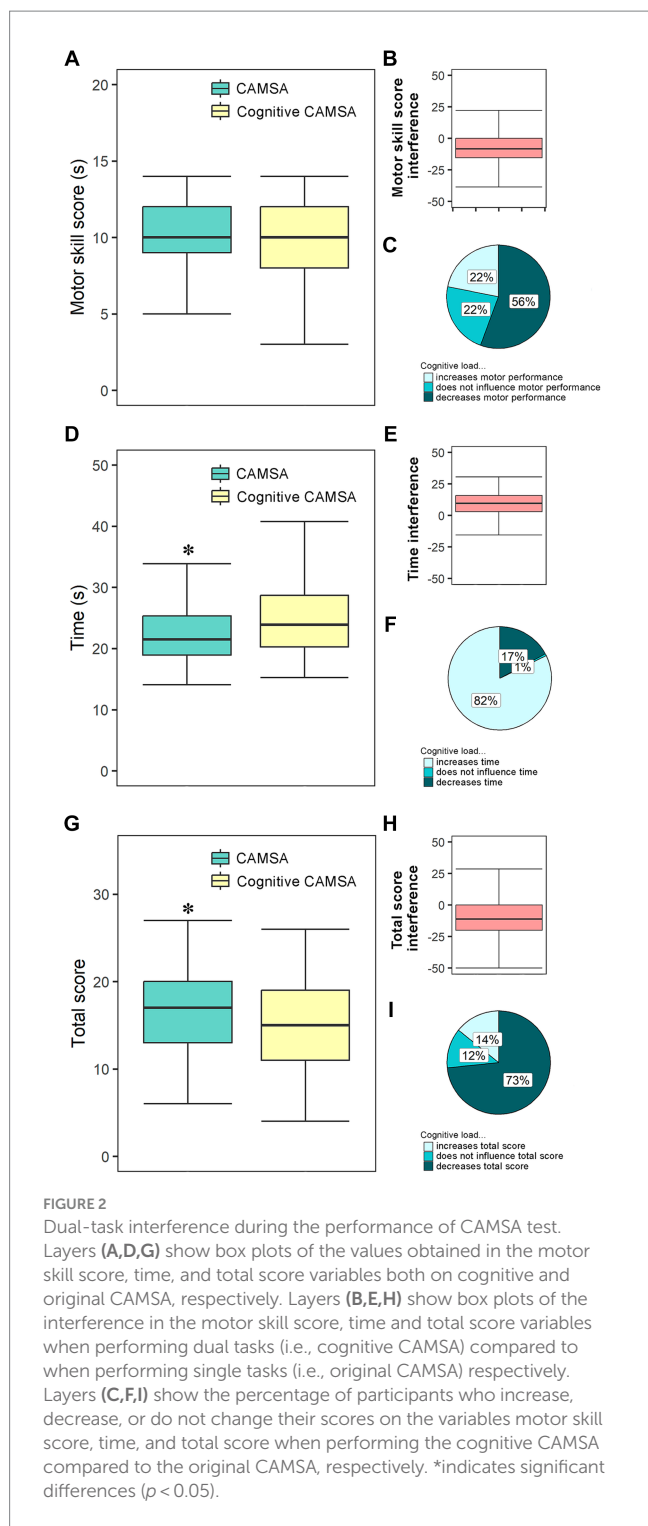 A
20
15
10
5
0
Motor skill score (s)
CAMSA
Cognitive CAMSA
B
50
25
0
-25
-50
Motor skill score
interference
C
22%
22%
56%
Cognitive load...
increases motor performance
does not influence motor performance
decreases motor performance
D
50
40
30
20
10
0
Time (s)
CAMSA
Cognitive CAMSA
*
E
50
25
0
-25
-50
Time interference
F
17%
1%
82%
Cognitive load...
increases time
does not influence time
decreases time
G
30
20
10
0
Total score
CAMSA
Cognitive CAMSA
*
H
50
25
0
-25
-50
Total score
interference
I
14%
12%
73%
Cognitive load...
increases total score
does not influence total score
decreases total score
FIGURE 2
Dual-task interference during the performance of CAMSA test.
Layers (A,D,G) show box plots of the values obtained in the motor
skill score, time, and total score variables both on cognitive and
original CAMSA, respectively. Layers (B,E,H) show box plots of the
interference in the motor skill score, time and total score variables
when performing dual tasks (i.e., cognitive CAMSA) compared to
when performing single tasks (i.e., original CAMSA) respectively.
Layers (C,F,I) show the percentage of participants who increase,
decrease, or do not change their scores on the variables motor skill
score, time, and total score when performing the cognitive CAMSA
compared to the original CAMSA, respectively. *indicates significant
differences (p < 0.05).